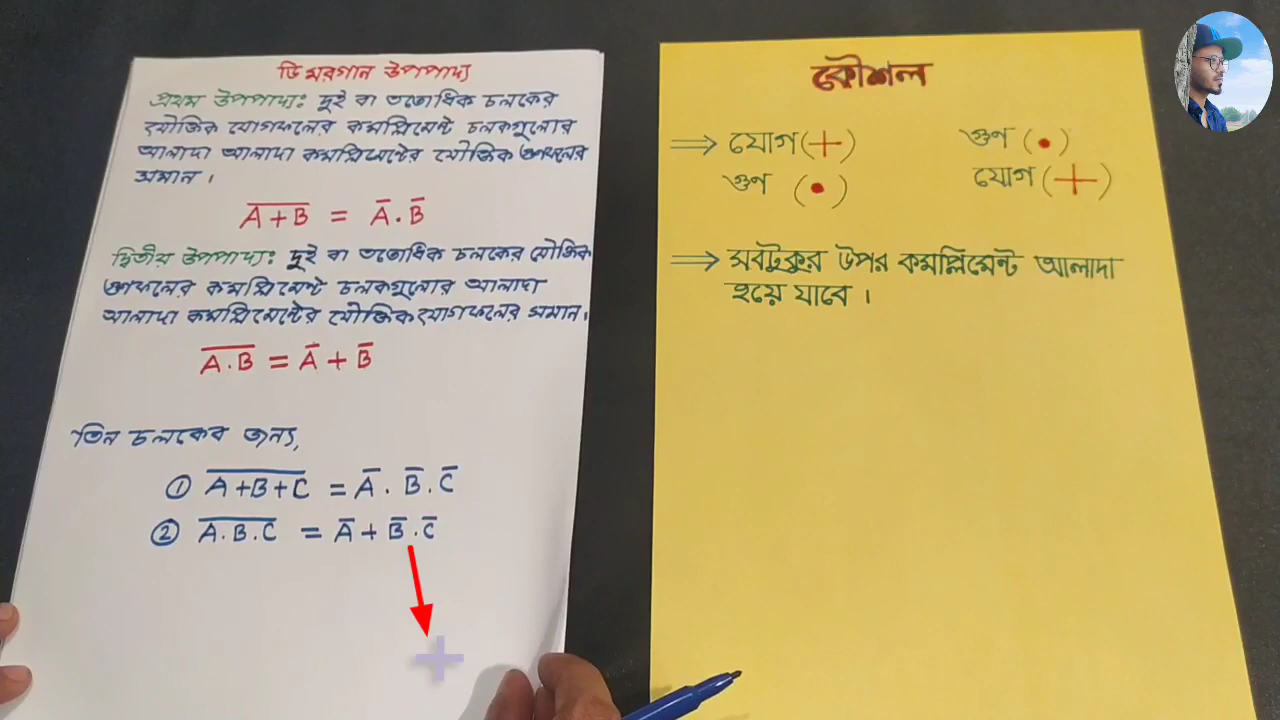 ডি মরগান উপপাদ্য
প্রথম উপপাদ্যঃ দুই বা ততোধিক চলকের
যৌক্তিক যোগফলের কমপ্লিমেন্ট চলকগুলোর
আলাদা আলাদা কমপ্লিমেন্টের যৌক্তিক গুণফলের
সমান।
A̅+̅B̅ = A̅.B̅
দ্বিতীয় উপপাদ্যঃ দুই বা ততোধিক চলকের যৌক্তিক
গুণফলের কমপ্লিমেন্ট চলকগুলোর আলাদা
আলাদা কমপ্লিমেন্টের যৌক্তিক যোগফলের সমান।
A̅.̅B̅ = A̅ + B̅
তিন চলকের জন্য,
① A̅+̅B̅+̅C̅ = A̅ . B̅ . C̅
② A̅.̅B̅.̅C̅ = A̅ + B̅ . C̅
+
কৌশল
⇒ যোগ (+) গুণ (•)
গুণ (•) যোগ (+)
⇒ সবটুকুর উপর কমপ্লিমেন্ট আলাদা
হয়ে যাবে।